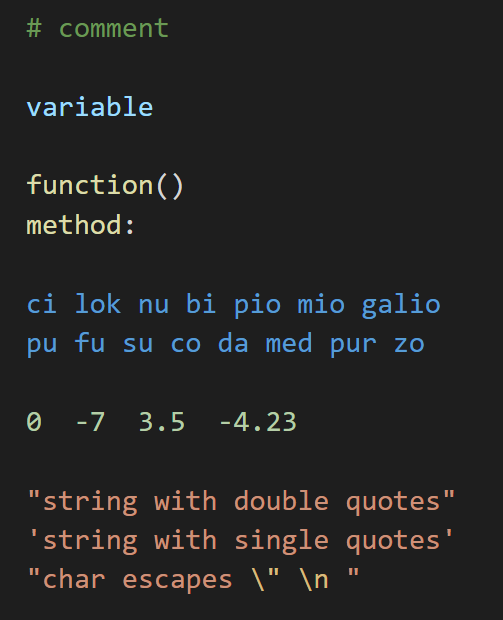 # comment
variable
function()
method:
ci lok nu bi pio mio galio
pu fu su co da med pur zo
0  -7  3.5  -4.23
"string with double quotes"
'string with single quotes'
"char escapes \" \n "